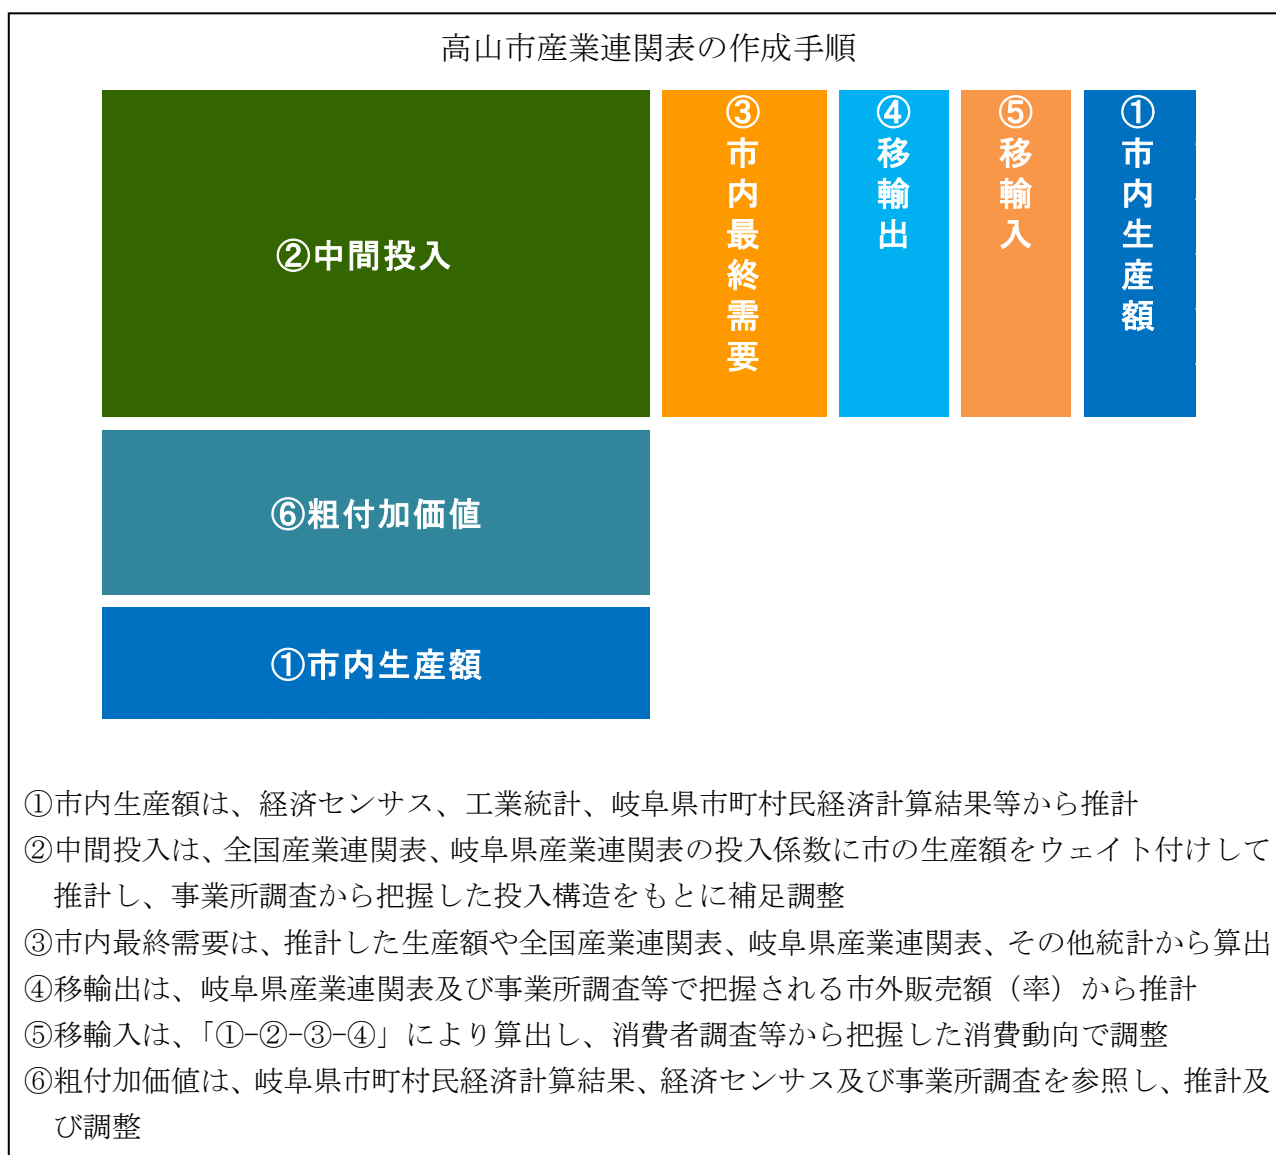 高山市産業連関表の作成手順
②中間投入
③市内最終需要
④移輸出
⑤移輸入
①市内生産額
⑥粗付加価値
①市内生産額
①市内生産額は、経済センサス、工業統計、岐阜県市町村民経済計算結果等から推計
②中間投入は、全国産業連関表、岐阜県産業連関表の投入係数に市の生産額をウェイト付けして
推計し、事業所調査から把握した投入構造をもとに補足調整
③市内最終需要は、推計した生産額や全国産業連関表、岐阜県産業連関表、その他統計から算出
④移輸出は、岐阜県産業連関表及び事業所調査等で把握される市外販売額（率）から推計
⑤移輸入は、「①-②-③-④」により算出し、消費者調査等から把握した消費動向で調整
⑥粗付加価値は、岐阜県市町村民経済計算結果、経済センサス及び事業所調査を参照し、推計及
び調整